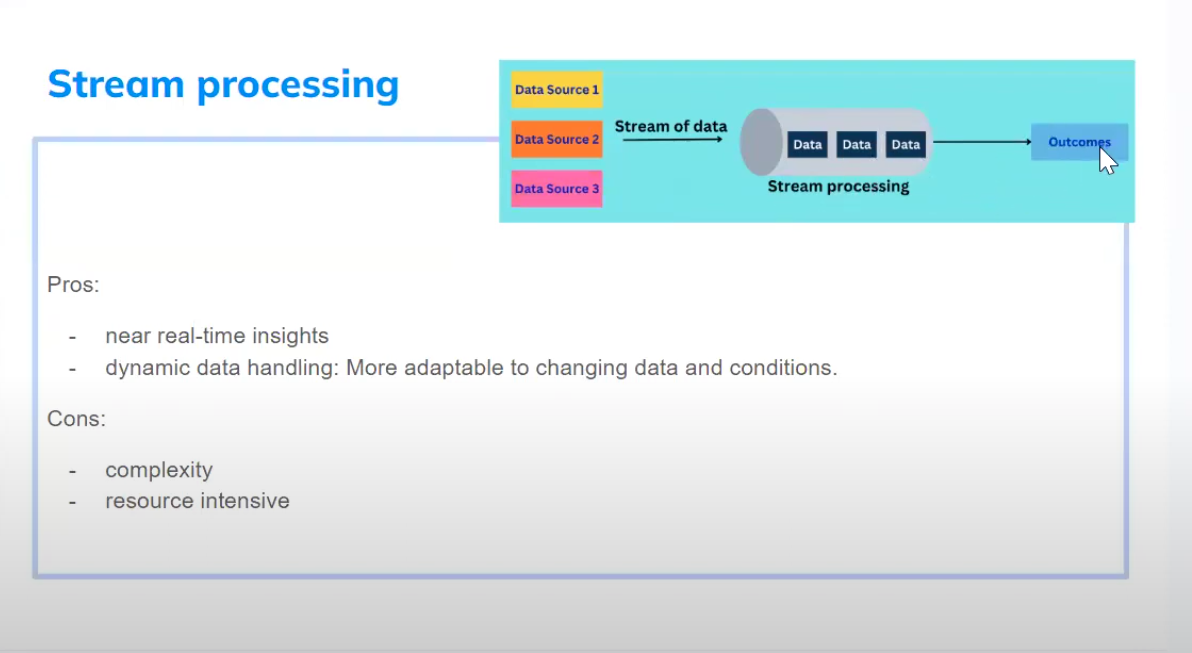 Stream processing
Data Source 1
Data Source 2
Data Source 3
Stream of data
Data Data Data
Stream processing
Outcomes
Pros:
- near real-time insights
- dynamic data handling: More adaptable to changing data and conditions.
Cons:
- complexity
- resource intensive